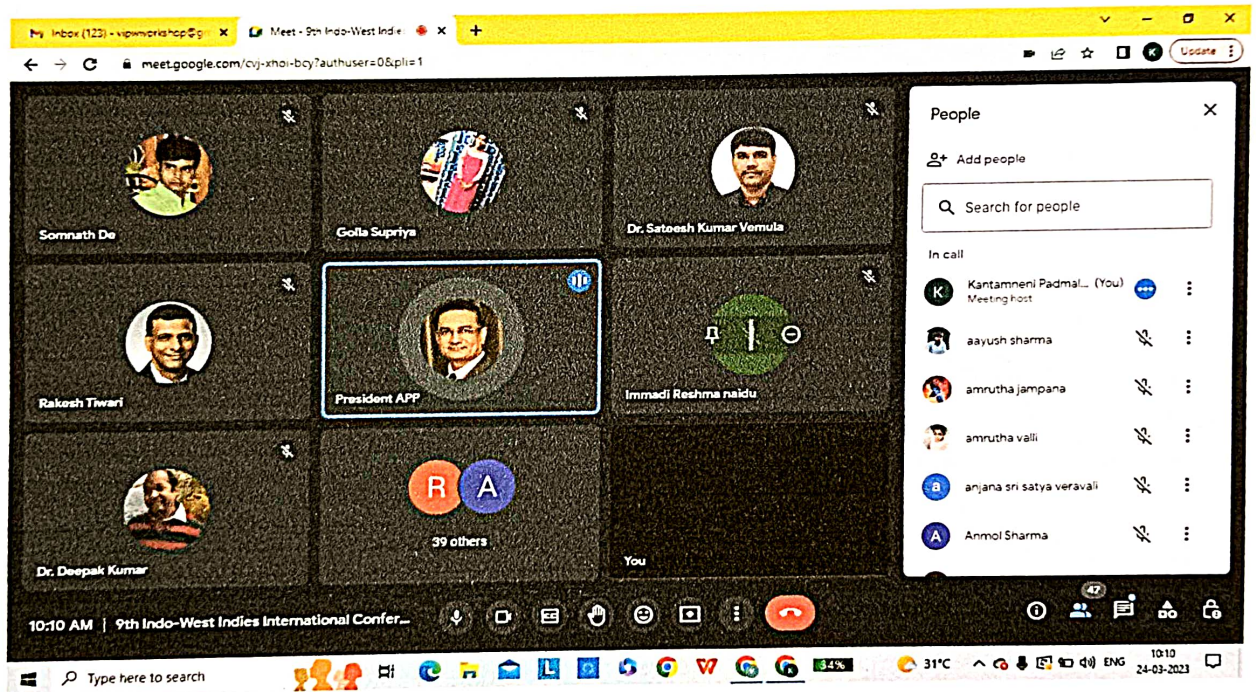 Inbox (123) - vipwworkshop@g
Meet - 9th Indo-West Indie
meet.google.com/cvj-xhoi-bcy?authuser=0&pli=1
K
Update
Somnath De
Golla Supriya
Dr. Sateesh Kumar Vemula
Rakesh Tiwari
President APP
I
Immadi Reshma naidu
Dr. Deepak Kumar
R A
39 others
You
People
Add people
Search for people
In call
K
Kantamneni Padmal... (You)
Meeting host
aayush sharma
amrutha jampana
amrutha valli
a
anjana sri satya veravali
A
Anmol Sharma
10:10 AM | 9th Indo-West Indies International Confer...
47
Type here to search
L
34%
31°C
ENG
10:10
24-03-2023